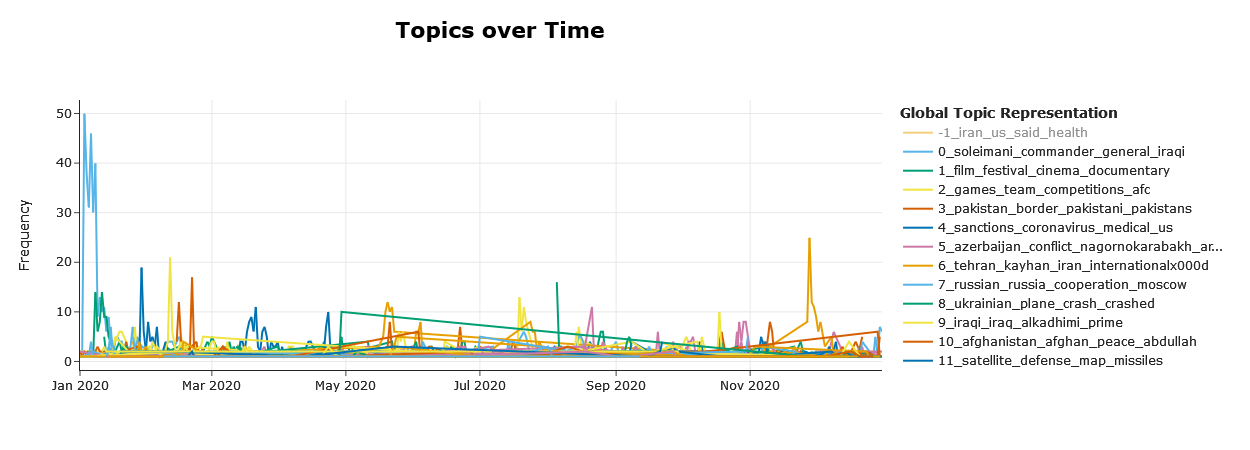 Topics over Time
Global Topic Representation
-1_iran_us_said_health
0_soleimani_commander_general_iraqi
1_film_festival_cinema_documentary
2_games_team_competitions_afc
3_pakistan_border_pakistani_pakistans
4_sanctions_coronavirus_medical_us
5_azerbaijan_conflict_nagornokarabakh_ar...
6_tehran_kayhan_iran_internationalx000d
7_russian_russia_cooperation_moscow
8_ukrainian_plane_crash_crashed
9_iraqi_iraq_alkadhimi_prime
10_afghanistan_afghan_peace_abdullah
11_satellite_defense_map_missiles
Frequency
50
40
30
20
10
0
Jan 2020
Mar 2020
May 2020
Jul 2020
Sep 2020
Nov 2020